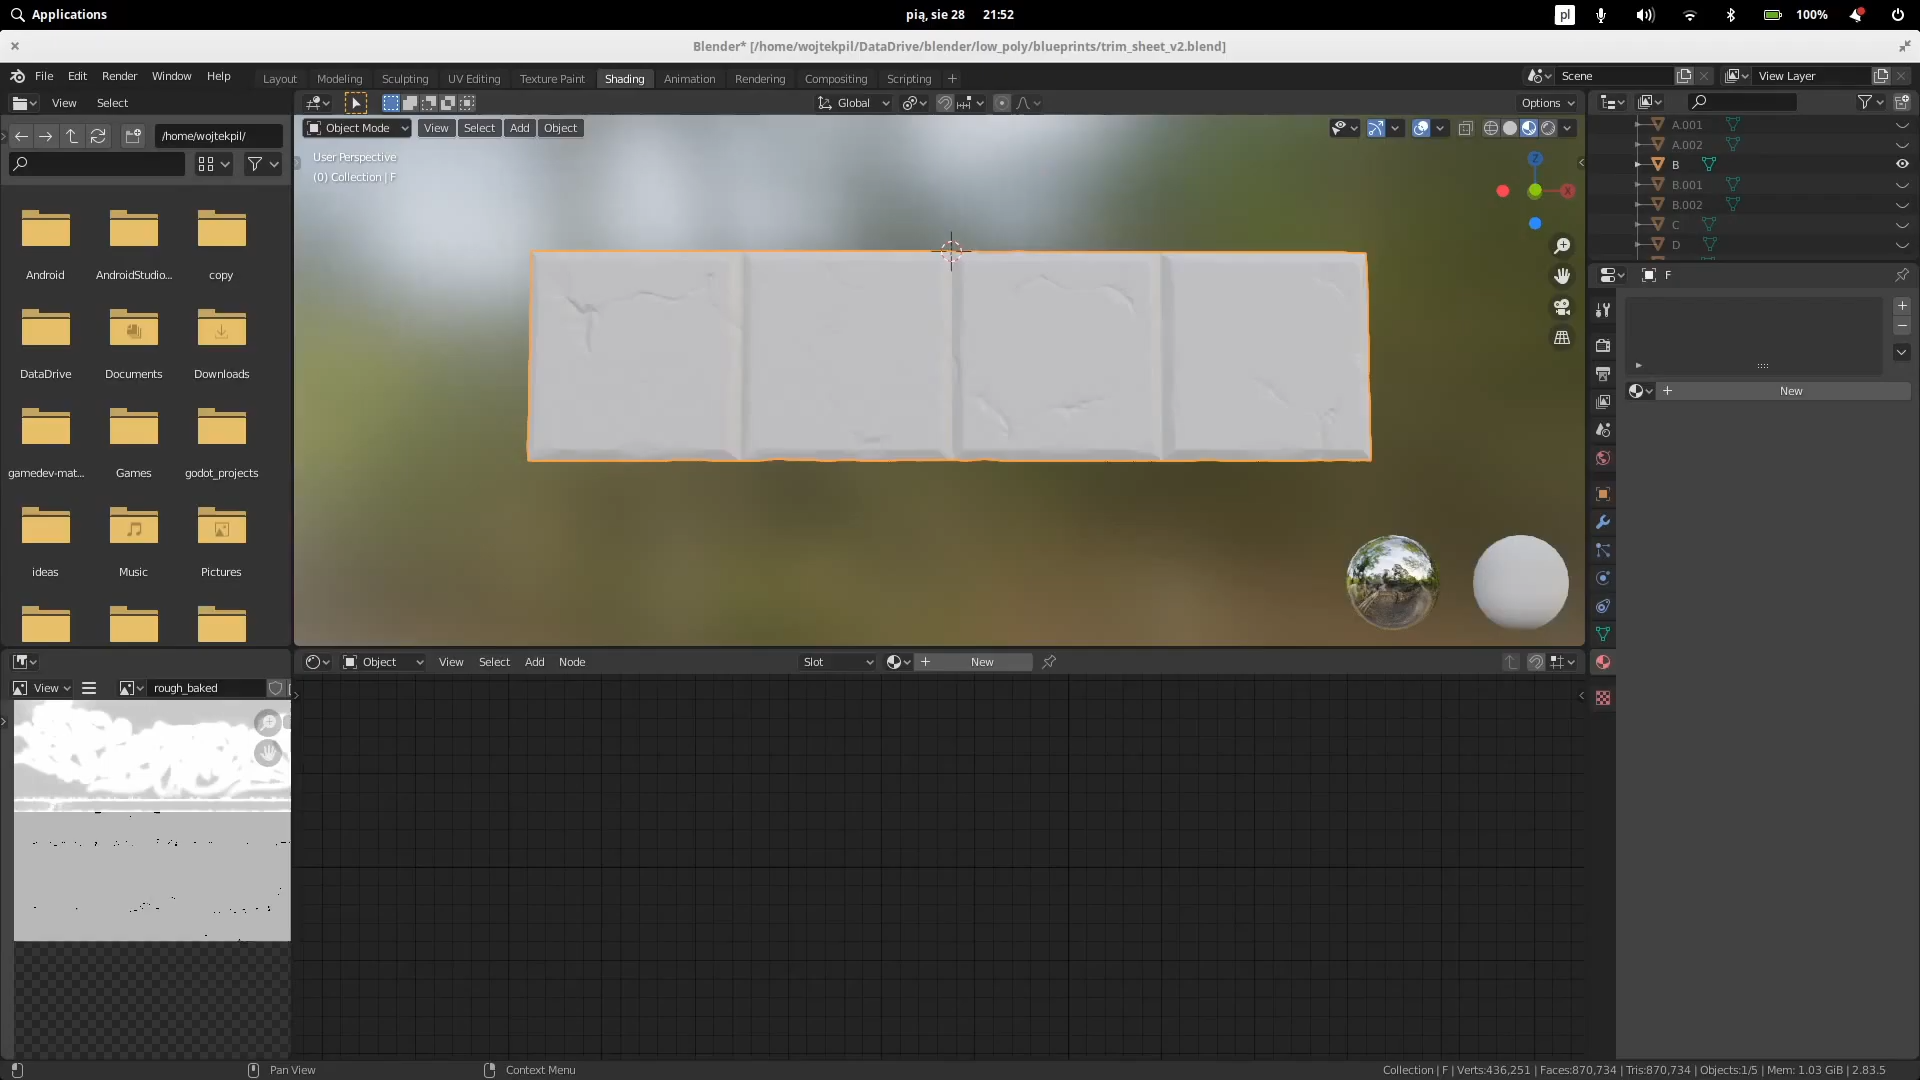 Applications
pią, sie 28 21:52
pl
100%
Blender* [/home/wojtekpil/DataDrive/blender/low_poly/blueprints/trim_sheet_v2.blend]
File Edit Render Window Help
Layout Modeling Sculpting UV Editing Texture Paint Shading Animation Rendering Compositing Scripting +
Scene
View Layer
View Select
Global
Options
/home/wojtekpil/
Object Mode View Select Add Object
User Perspective
(0) Collection | F
Z
X
A.001
A.002
B
B.001
B.002
C
D
F
New
Android
AndroidStudio...
copy
DataDrive
Documents
Downloads
gamedev-mat...
Games
godot_projects
ideas
Music
Pictures
Object View Select Add Node
Slot
New
View
rough_baked
Pan View
Context Menu
Collection | F | Verts:436,251 | Faces:870,734 | Tris:870,734 | Objects:1/5 | Mem: 1.03 GiB | 2.83.5